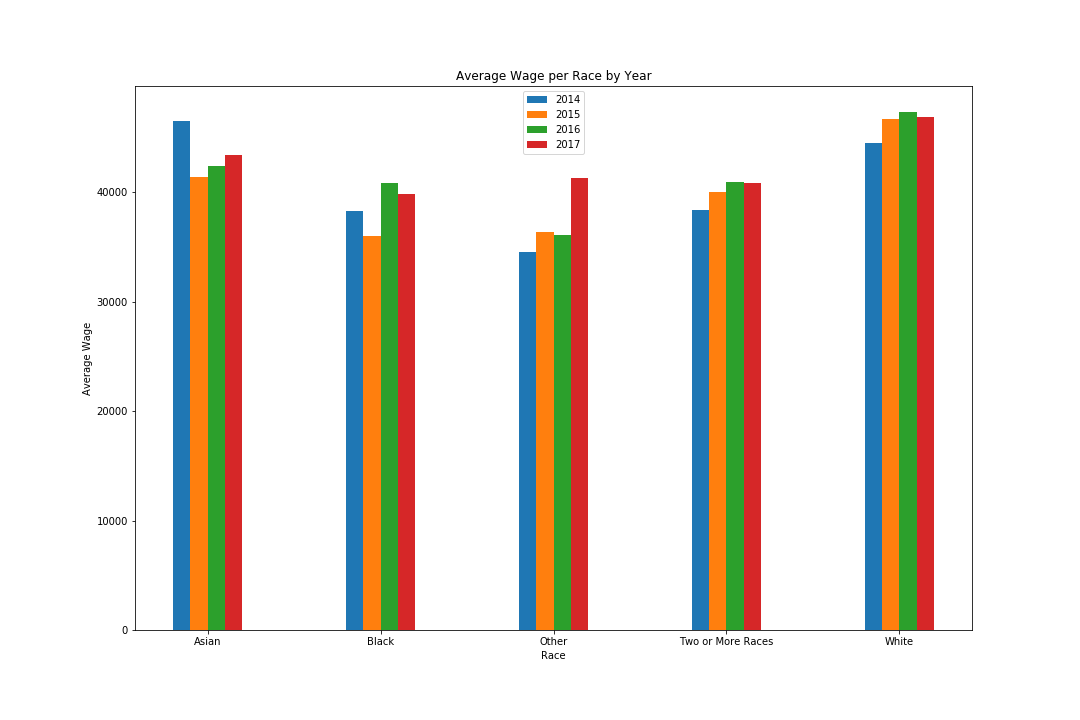 Average Wage per Race by Year
2014
2015
2016
2017
Average Wage
40000
30000
20000
10000
0
Asian Black Other Two or More Races White
Race